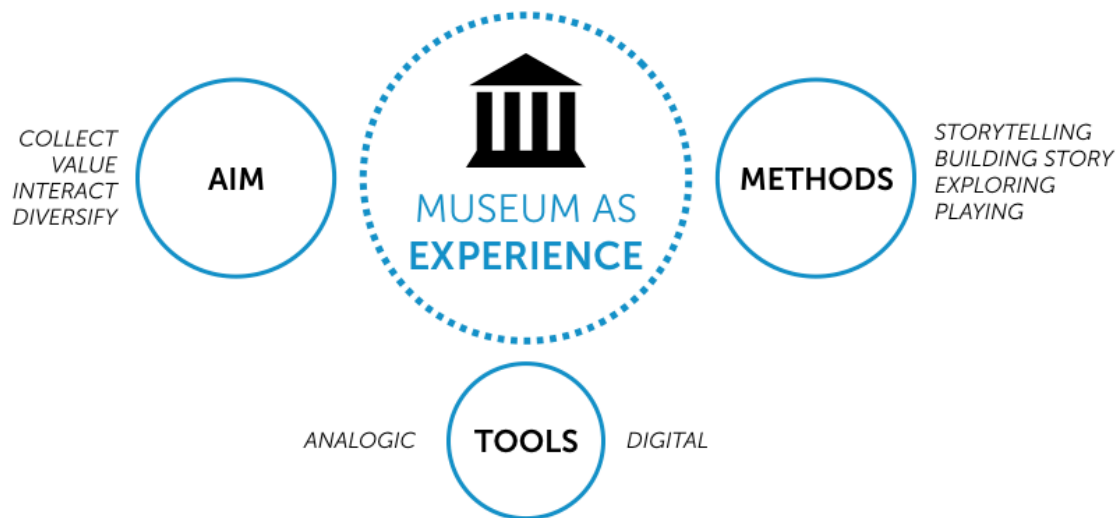 COLLECT
VALUE
INTERACT
DIVERSIFY
AIM
MUSEUM AS
EXPERIENCE
METHODS
STORYTELLING
BUILDING STORY
EXPLORING
PLAYING
ANALOGIC
TOOLS
DIGITAL